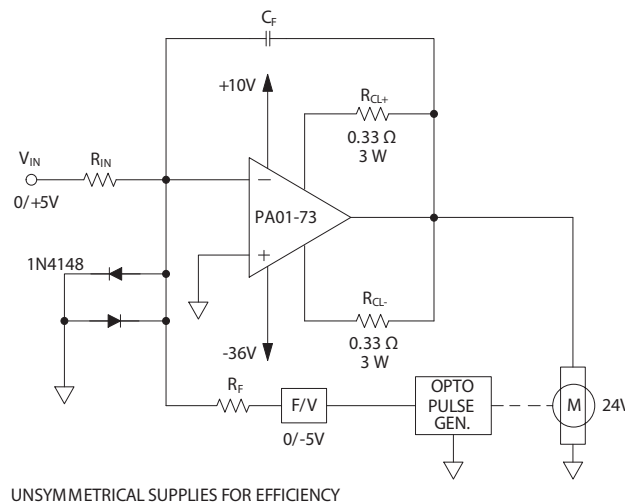 C_F
+10V
R_CL+
0.33 Ω
3 W
V_IN
R_IN
0/+5V
–
PA01-73
+
1N4148
R_CL-
0.33 Ω
3 W
-36V
R_F
F/V
0/-5V
OPTO
PULSE
GEN.
M
24V
UNSYMMETRICAL SUPPLIES FOR EFFICIENCY